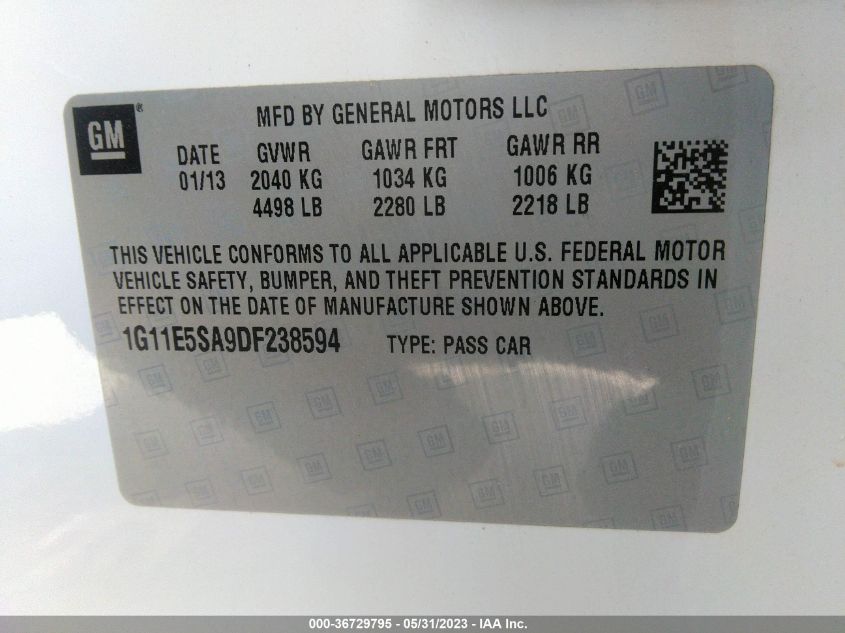 GM ®
MFD BY GENERAL MOTORS LLC
DATE GVWR GAWR FRT GAWR RR
01/13 2040 KG 1034 KG 1006 KG
4498 LB 2280 LB 2218 LB
THIS VEHICLE CONFORMS TO ALL APPLICABLE U.S. FEDERAL MOTOR
VEHICLE SAFETY, BUMPER, AND THEFT PREVENTION STANDARDS IN
EFFECT ON THE DATE OF MANUFACTURE SHOWN ABOVE.
1G11E5SA9DF238594 TYPE: PASS CAR
000-36729795 - 05/31/2023 - IAA Inc.